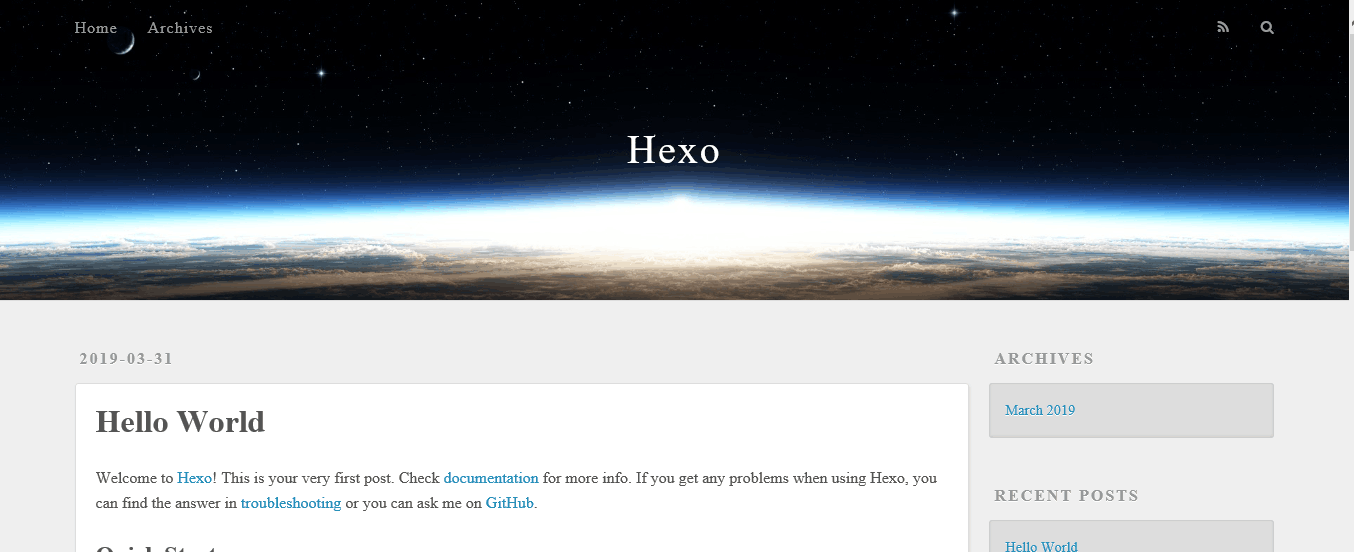 Home Archives
Hexo
2019-03-31
Hello World
Welcome to Hexo! This is your very first post. Check documentation for more info. If you get any problems when using Hexo, you
can find the answer in troubleshooting or you can ask me on GitHub.
Quick Start
ARCHIVES
March 2019
RECENT POSTS
Hello World